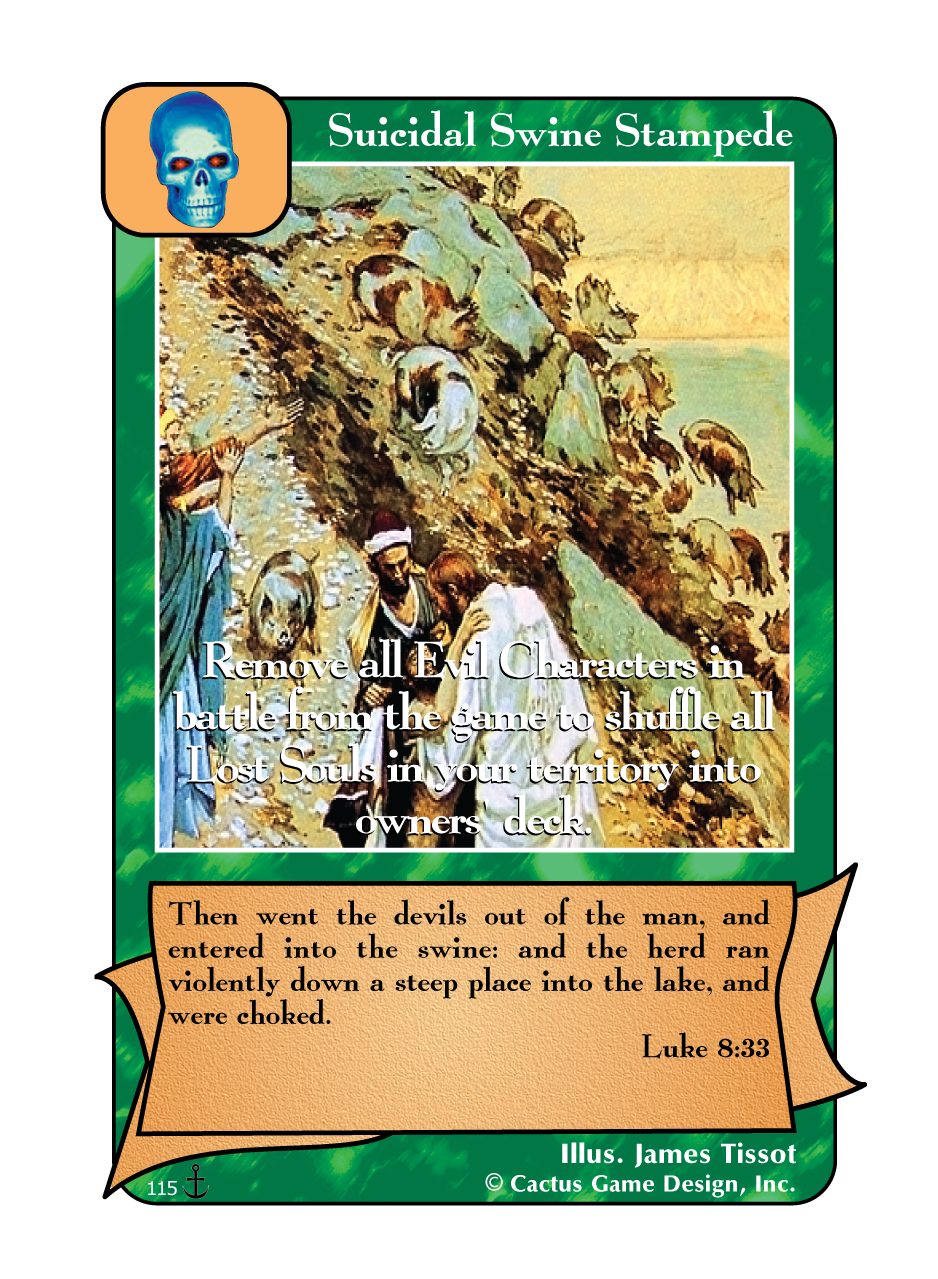 Suicidal Swine Stampede
Remove all Evil Characters in
battle from the game to shuffle all
Lost Souls in your territory into
owners' deck.
Then went the devils out of the man, and
entered into the swine: and the herd ran
violently down a steep place into the lake, and
were choked.
Luke 8:33
Illus. James Tissot
115
© Cactus Game Design, Inc.